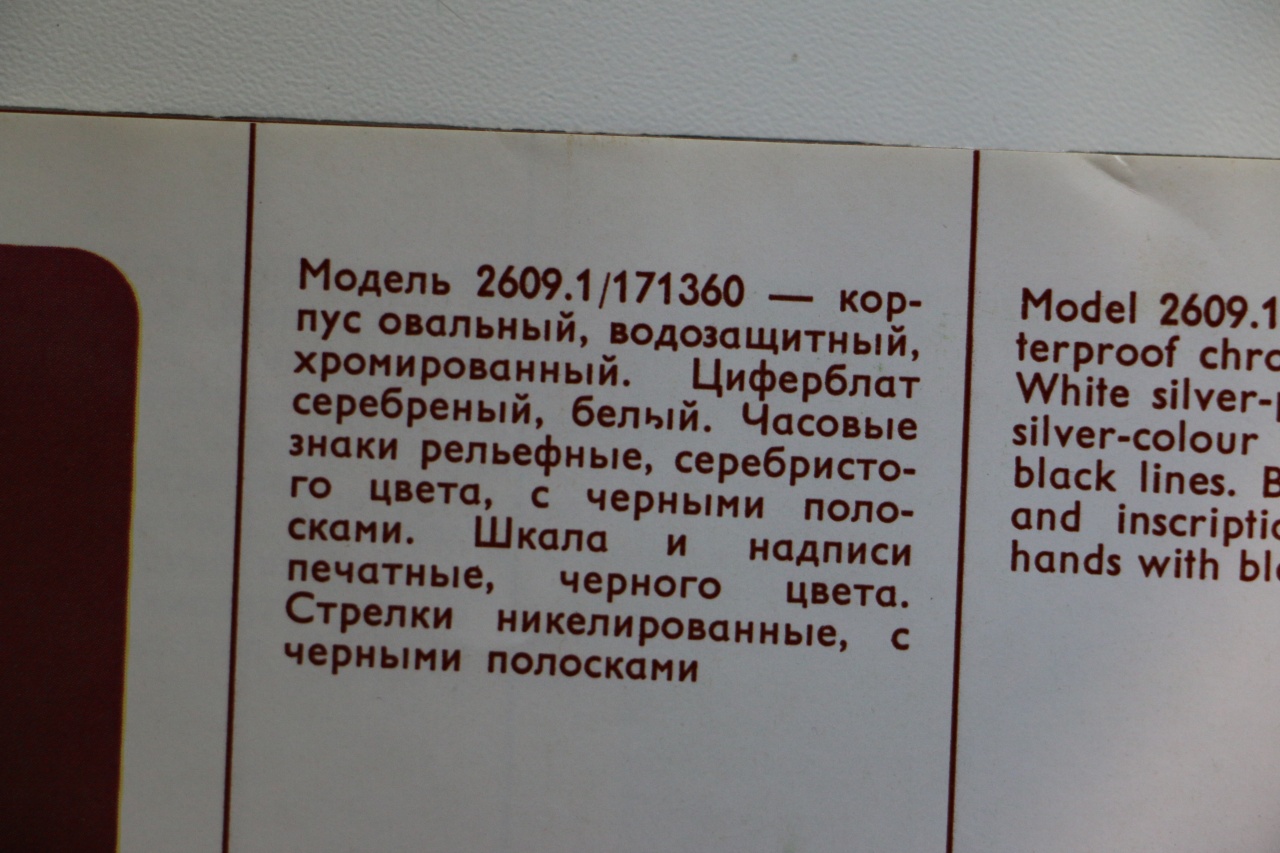 Модель 2609.1/171360 — кор-
пус овальный, водозащитный,
хромированный. Циферблат
серебреный, белый. Часовые
знаки рельефные, серебристо-
го цвета, с черными поло-
сками. Шкала и надписи
печатные, черного цвета.
Стрелки никелированные, с
черными полосками
Model 2609.1
terproof chro
White silver-
silver-colour
black lines. B
and inscriptio
hands with bla